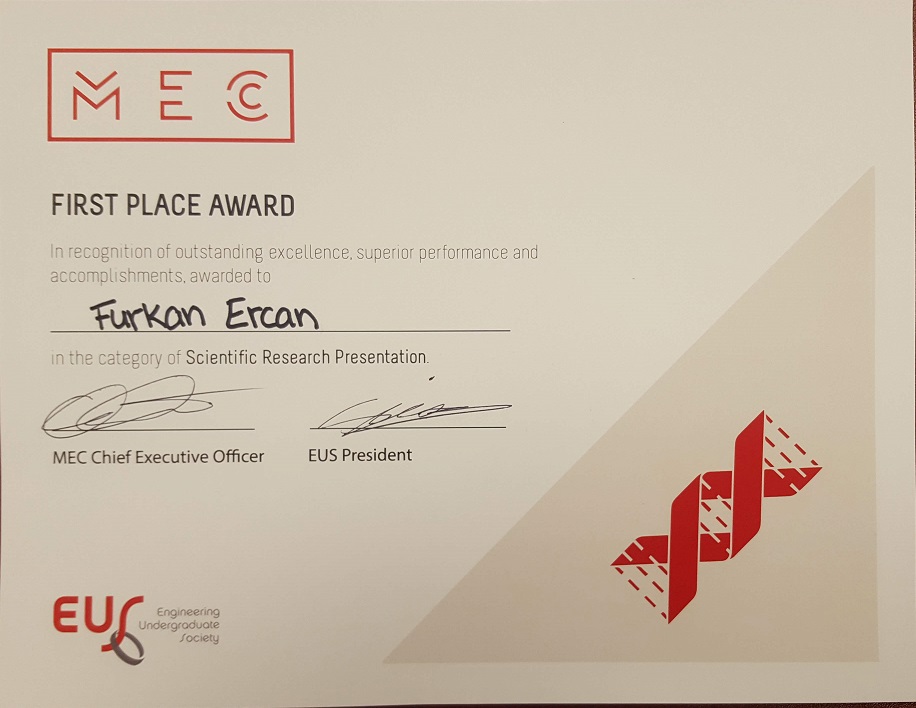 MEC
FIRST PLACE AWARD
In recognition of outstanding excellence, superior performance and
accomplishments, awarded to
Furkan Ercan
in the category of Scientific Research Presentation.
MEC Chief Executive Officer
EUS President
EUS
Engineering
Undergraduate
Society